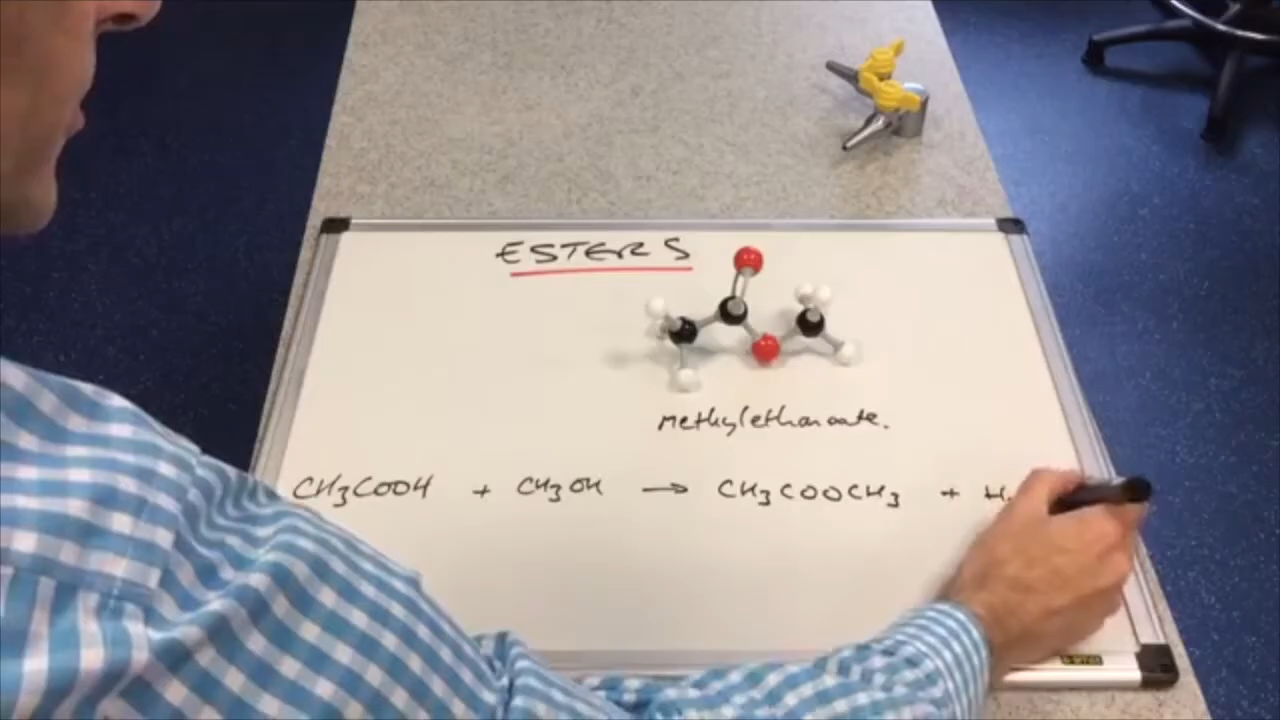 ESTERS
Methylethanoate.
CH3COOH + CH3OH → CH3COOCH3 + H